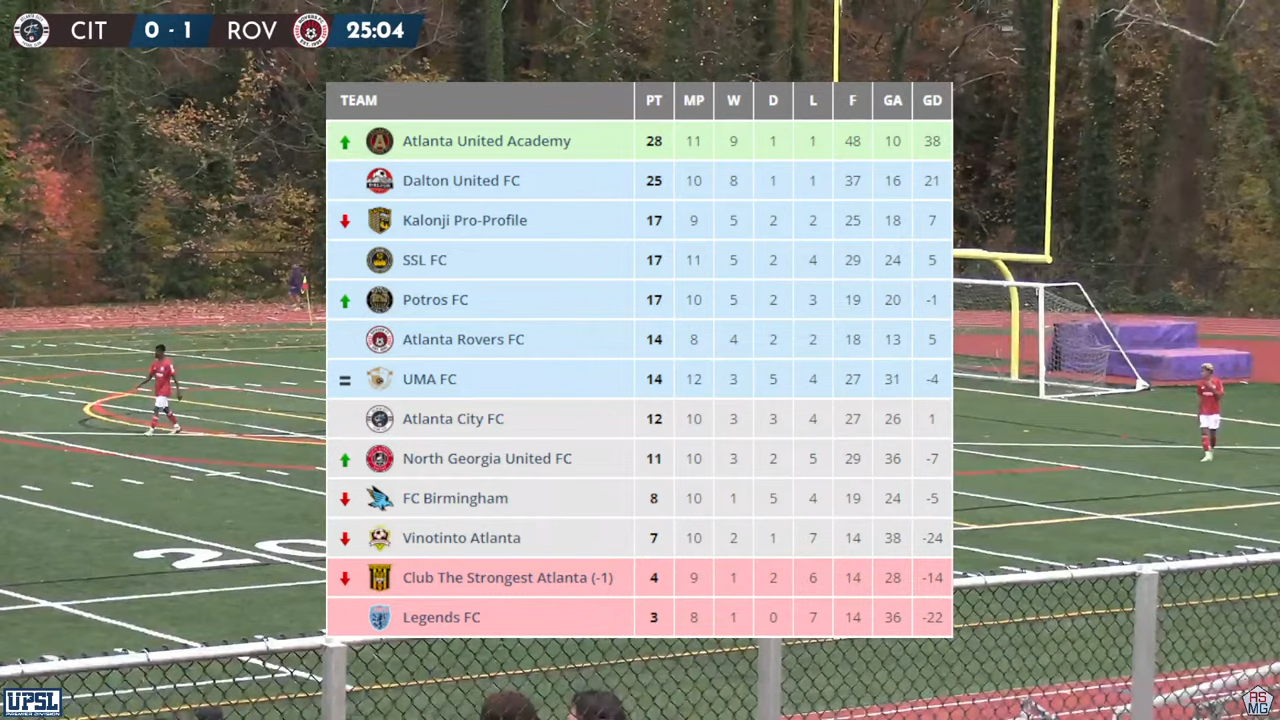 CIT 0 - 1 ROV 25:04
TEAM PT MP W D L F GA GD
Atlanta United Academy 28 11 9 1 1 48 10 38
Dalton United FC 25 10 8 1 1 37 16 21
Kalonji Pro-Profile 17 9 5 2 2 25 18 7
SSL FC 17 11 5 2 4 29 24 5
Potros FC 17 10 5 2 3 19 20 -1
Atlanta Rovers FC 14 8 4 2 2 18 13 5
UMA FC 14 12 3 5 4 27 31 -4
Atlanta City FC 12 10 3 3 4 27 26 1
North Georgia United FC 11 10 3 2 5 29 36 -7
FC Birmingham 8 10 1 5 4 19 24 -5
Vinotinto Atlanta 7 10 2 1 7 14 38 -24
Club The Strongest Atlanta (-1) 4 9 1 2 6 14 28 -14
Legends FC 3 8 1 0 7 14 36 -22
20
UPSL
PREMIER DIVISION
AS
MG